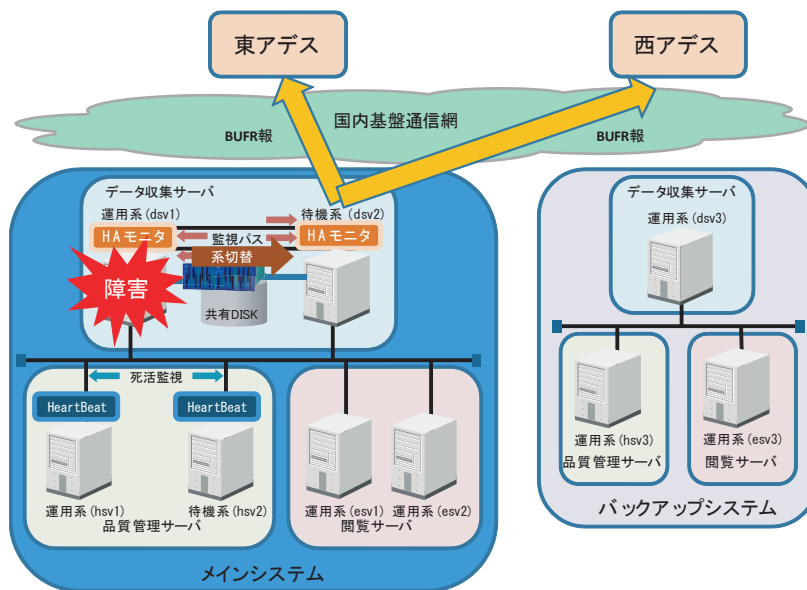 東アデス
西アデス
国内基盤通信網
BUFR報
BUFR報
データ収集サーバ
運用系(dsv1)
待機系(dsv2)
HAモニタ
監視パス
HAモニタ
系切替
障害
共有DISK
死活監視
HeartBeat
HeartBeat
運用系(hsv1)
待機系(hsv2)
品質管理サーバ
運用系(esv1)
運用系(esv2)
閲覧サーバ
メインシステム
データ収集サーバ
運用系(dsv3)
運用系(hsv3)
品質管理サーバ
運用系(esv3)
閲覧サーバ
バックアップシステム